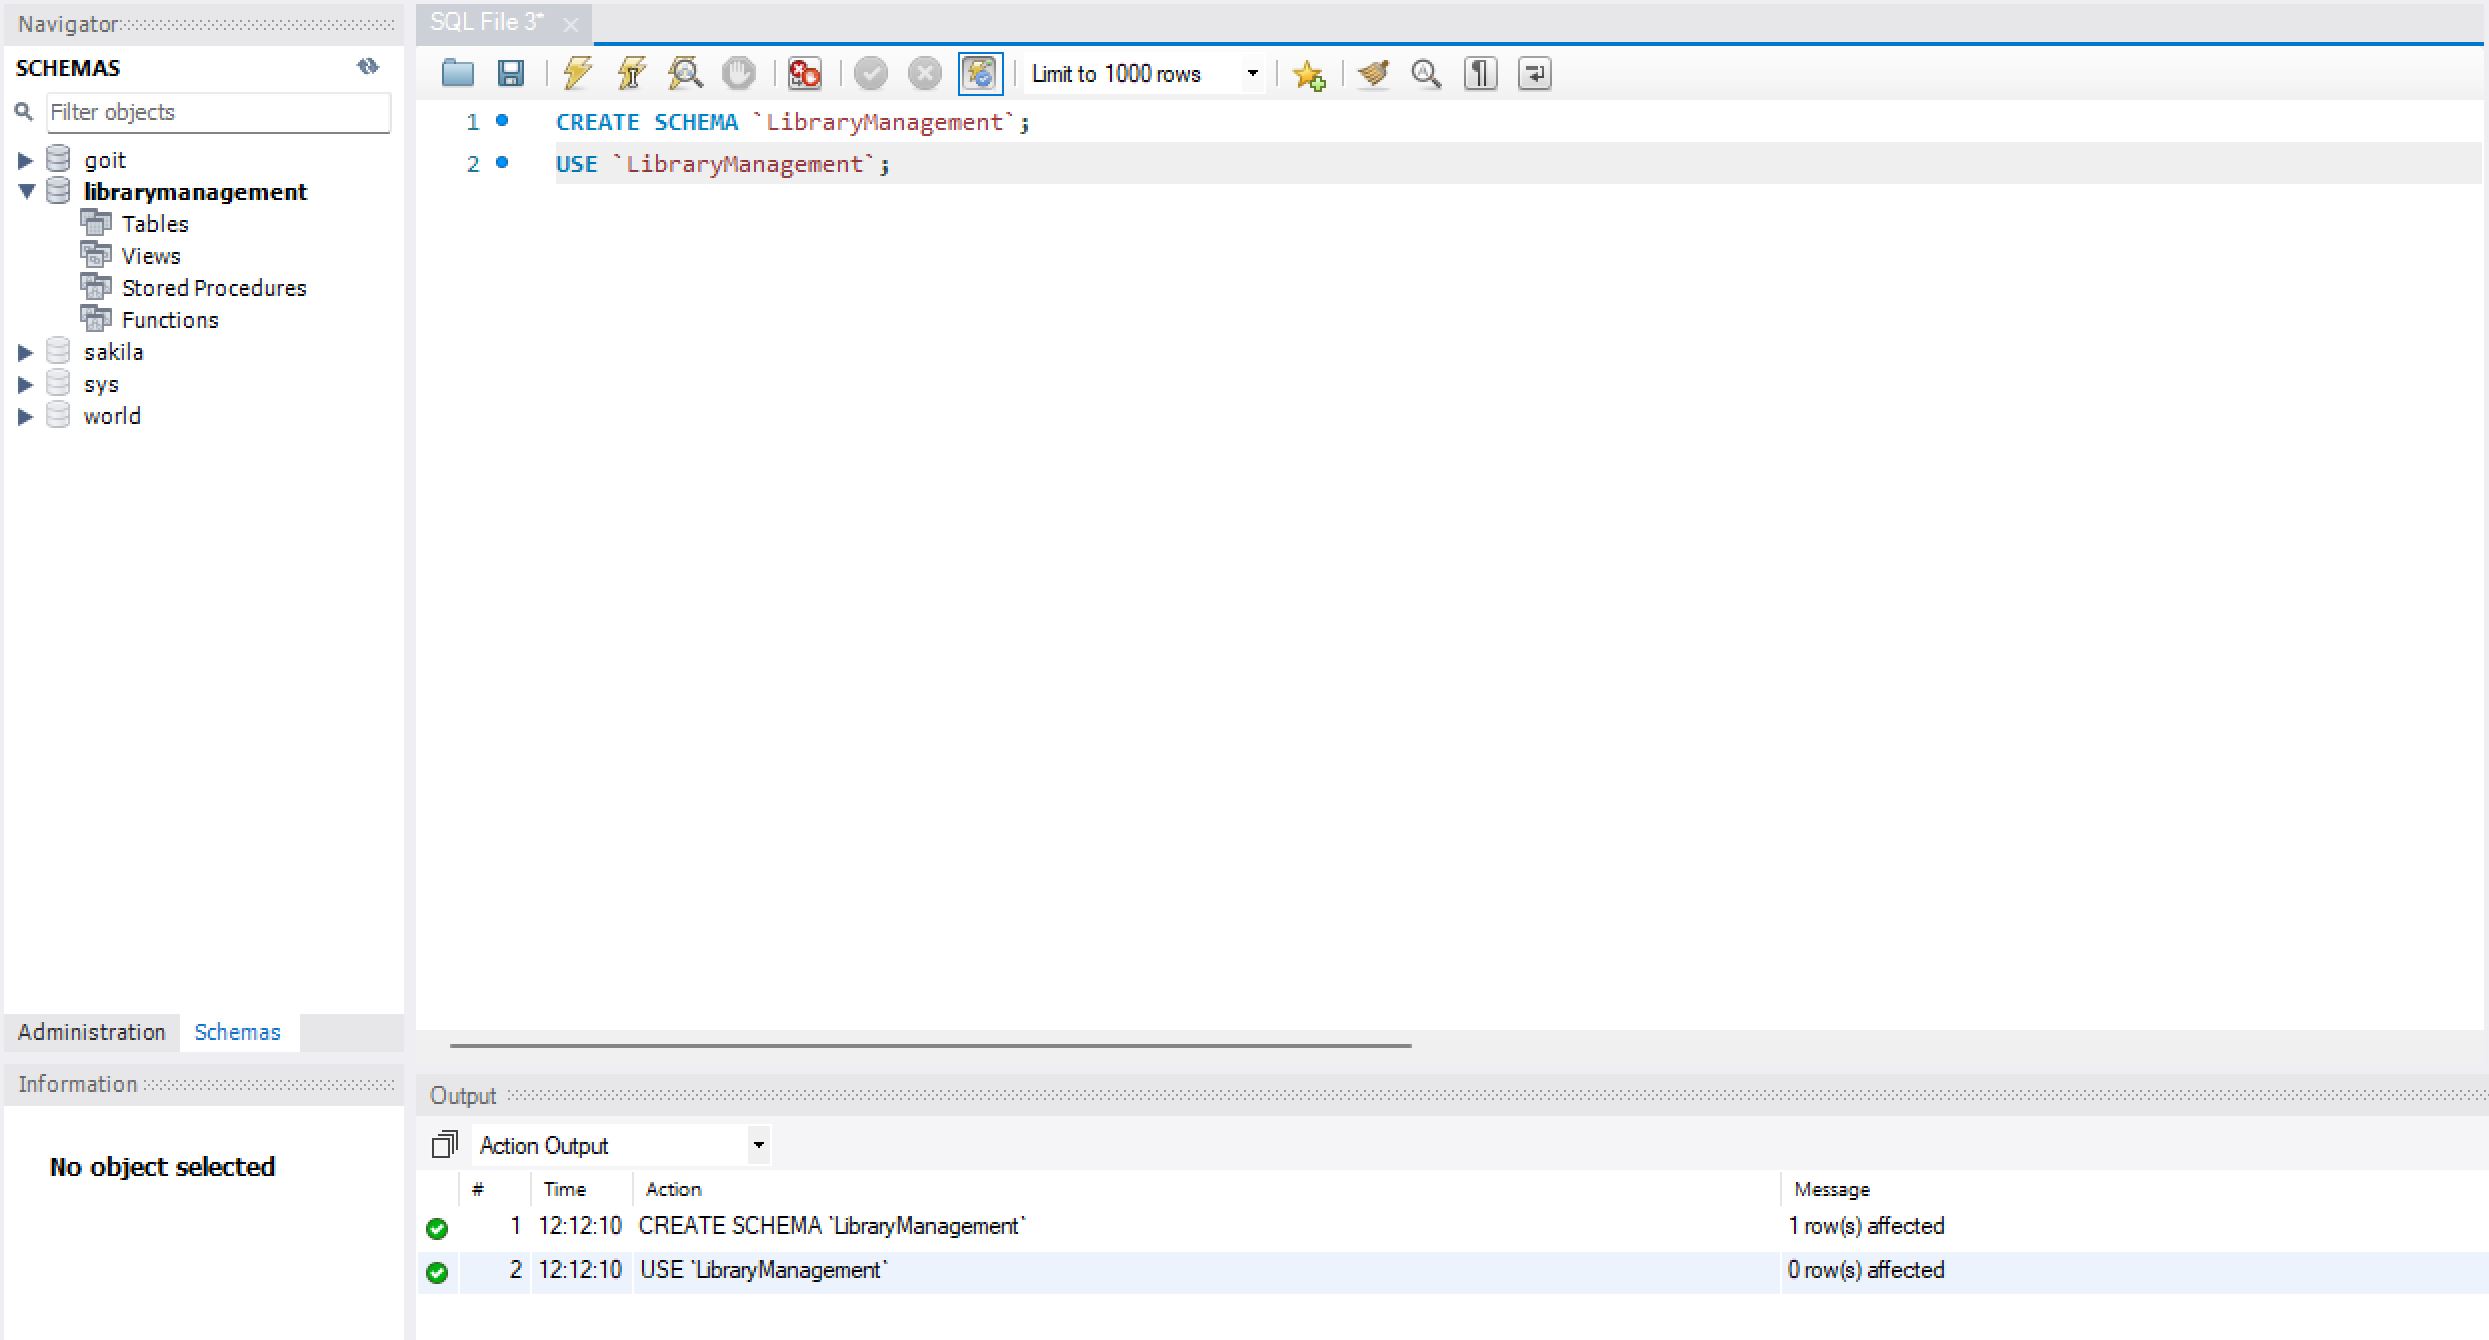 Navigator
SCHEMAS
Filter objects
goit
librarymanagement
Tables
Views
Stored Procedures
Functions
sakila
sys
world
Administration Schemas
Information
No object selected
SQL File 3*
Limit to 1000 rows
1 CREATE SCHEMA `LibraryManagement`;
2 USE `LibraryManagement`;
Output
Action Output
# Time Action Message
1 12:12:10 CREATE SCHEMA `LibraryManagement` 1 row(s) affected
2 12:12:10 USE `LibraryManagement` 0 row(s) affected